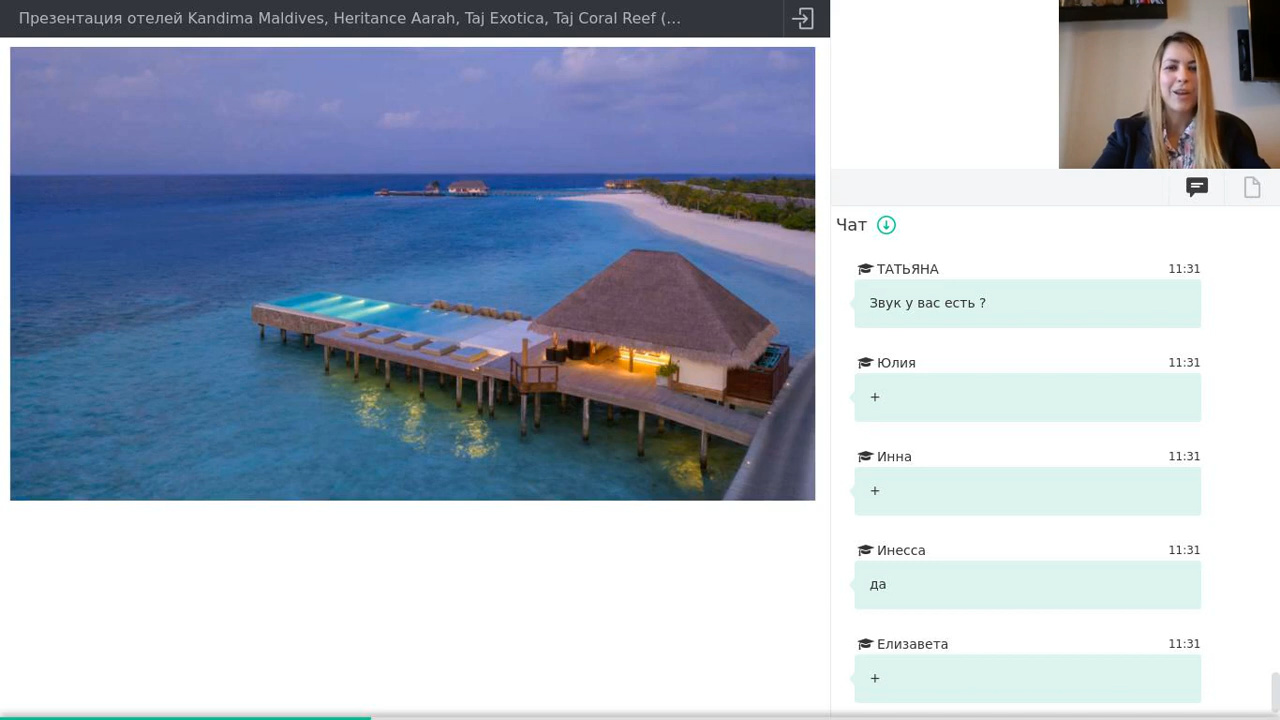 Презентация отелей Kandima Maldives, Heritance Aarah, Taj Exotica, Taj Coral Reef (...
Чат
ТАТЬЯНА 11:31
Звук у вас есть ?
Юлия 11:31
+
Инна 11:31
+
Инесса 11:31
да
Елизавета 11:31
+